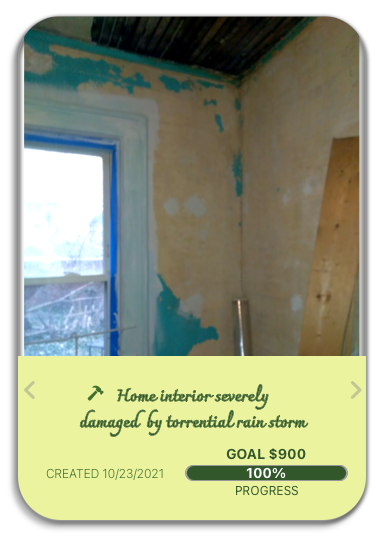 Home interior severely
damaged by torrential rain storm
GOAL $900
CREATED 10/23/2021
100%
PROGRESS